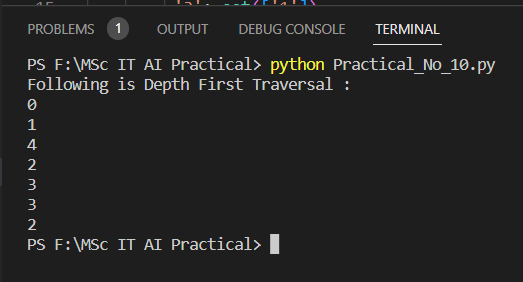 PROBLEMS 1 OUTPUT DEBUG CONSOLE TERMINAL
PS F:\MSc IT AI Practical> python Practical_No_10.py
Following is Depth First Traversal :
0
1
4
2
3
3
2
PS F:\MSc IT AI Practical>